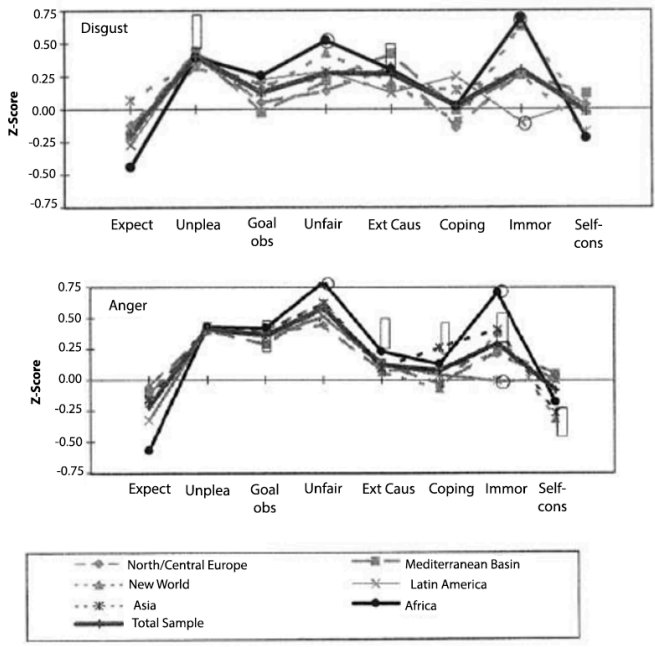 0.75
Disgust
0.50
0.25
0.00
-0.25
-0.50
-0.75
Z-Score
Expect Unplea Goal obs Unfair Ext Caus Coping Immor Self-cons
0.75
Anger
0.50
0.25
0.00
-0.25
-0.50
-0.75
Z-Score
Expect Unplea Goal obs Unfair Ext Caus Coping Immor Self-cons
North/Central Europe Mediterranean Basin
New World Latin America
Asia Africa
Total Sample